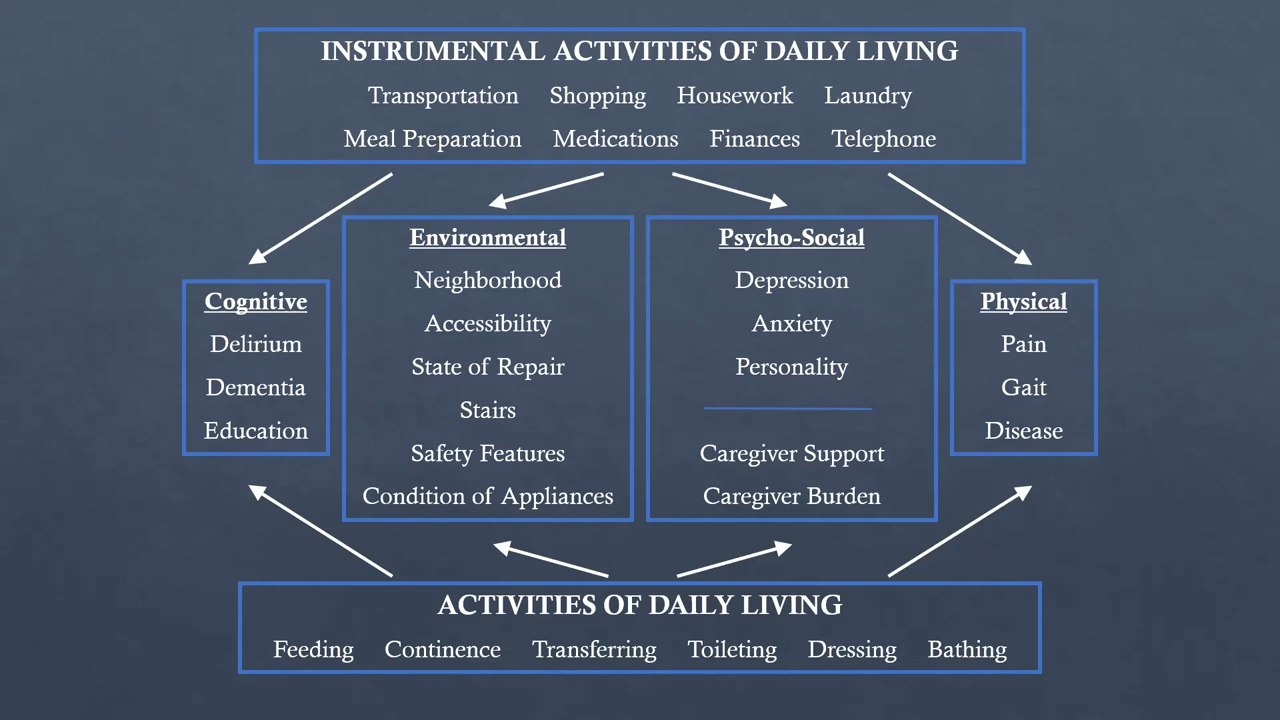 INSTRUMENTAL ACTIVITIES OF DAILY LIVING
Transportation Shopping Housework Laundry
Meal Preparation Medications Finances Telephone
Cognitive
Delirium
Dementia
Education
Environmental
Neighborhood
Accessibility
State of Repair
Stairs
Safety Features
Condition of Appliances
Psycho-Social
Depression
Anxiety
Personality
Caregiver Support
Caregiver Burden
Physical
Pain
Gait
Disease
ACTIVITIES OF DAILY LIVING
Feeding Continence Transferring Toileting Dressing Bathing